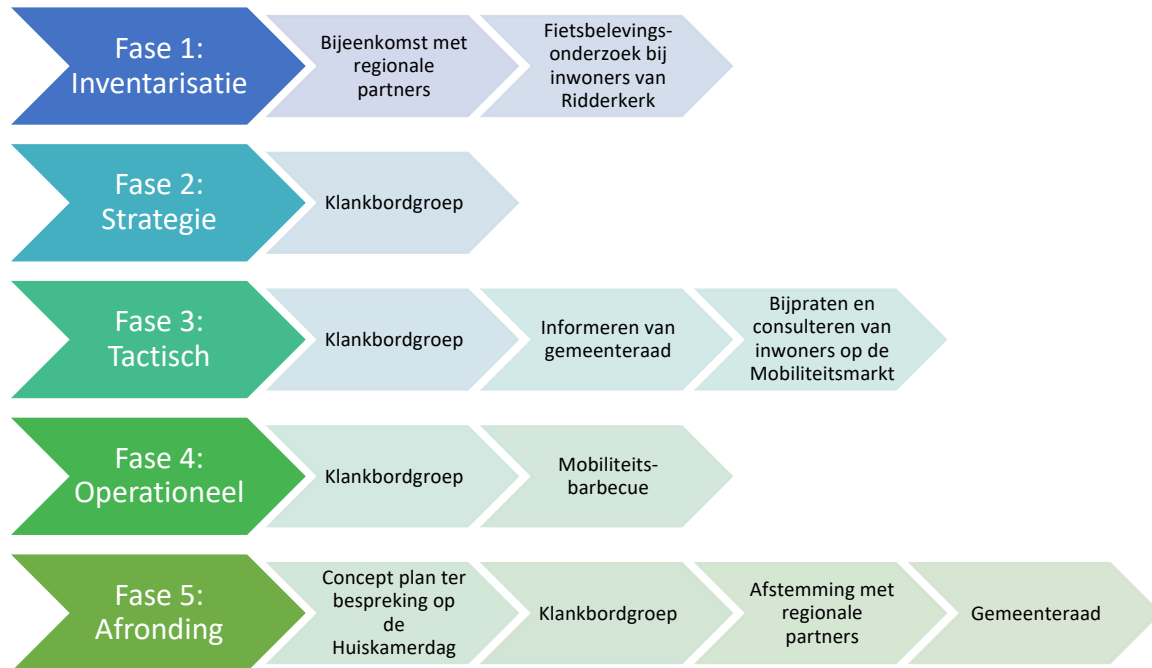 Fase 1:
Inventarisatie
Bijeenkomst met
regionale
partners
Fietsbelevings-
onderzoek bij
inwoners van
Ridderkerk
Fase 2:
Strategie
Klankbordgroep
Fase 3:
Tactisch
Klankbordgroep
Informeren van
gemeenteraad
Bijpraten en
consulteren van
inwoners op de
Mobiliteitsmarkt
Fase 4:
Operationeel
Klankbordgroep
Mobiliteits-
barbecue
Fase 5:
Afronding
Concept plan ter
bespreking op
de
Huiskamerdag
Klankbordgroep
Afstemming met
regionale
partners
Gemeenteraad